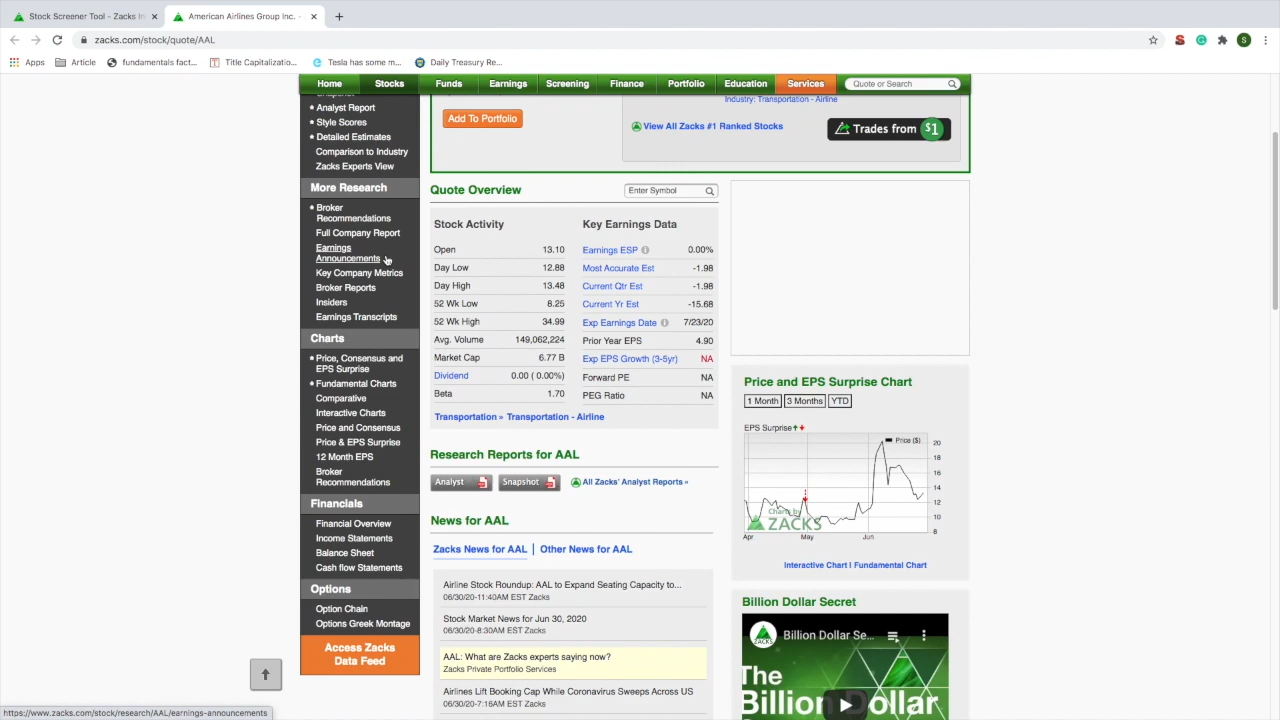 Stock Screener Tool - Zacks In
American Airlines Group Inc. -
zacks.com/stock/quote/AAL
Apps
Article
fundamentals fact...
Title Capitalizatio...
Tesla has some m...
Daily Treasury Re...
Home
Stocks
Funds
Earnings
Screening
Finance
Portfolio
Education
Services
Quote or Search
Analyst Report
Style Scores
Detailed Estimates
Comparison to Industry
Zacks Experts View
More Research
Broker
Recommendations
Full Company Report
Earnings
Announcements
Key Company Metrics
Broker Reports
Insiders
Earnings Transcripts
Charts
Price, Consensus and
EPS Surprise
Fundamental Charts
Comparative
Interactive Charts
Price and Consensus
Price & EPS Surprise
12 Month EPS
Broker
Recommendations
Financials
Financial Overview
Income Statements
Balance Sheet
Cash flow Statements
Options
Option Chain
Options Greek Montage
Access Zacks
Data Feed
Add To Portfolio
Industry: Transportation - Airline
View All Zacks #1 Ranked Stocks
Trades from $1
Quote Overview
Enter Symbol
Stock Activity
Open 13.10
Day Low 12.88
Day High 13.48
52 Wk Low 8.25
52 Wk High 34.99
Avg. Volume 149,062,224
Market Cap 6.77 B
Dividend 0.00 ( 0.00%)
Beta 1.70
Key Earnings Data
Earnings ESP 0.00%
Most Accurate Est -1.98
Current Qtr Est -1.98
Current Yr Est -15.68
Exp Earnings Date 7/23/20
Prior Year EPS 4.90
Exp EPS Growth (3-5yr) NA
Forward PE NA
PEG Ratio NA
Transportation » Transportation - Airline
Research Reports for AAL
Analyst
Snapshot
All Zacks' Analyst Reports »
News for AAL
Zacks News for AAL | Other News for AAL
Airline Stock Roundup: AAL to Expand Seating Capacity to...
06/30/20-11:40AM EST Zacks
Stock Market News for Jun 30, 2020
06/30/20-8:30AM EST Zacks
AAL: What are Zacks experts saying now?
Zacks Private Portfolio Services
Airlines Lift Booking Cap While Coronavirus Sweeps Across US
06/30/20-7:16AM EST Zacks
Price and EPS Surprise Chart
1 Month
3 Months
YTD
EPS Surprise
Price ($)
20
18
16
14
12
10
8
Charts by
ZACKS
Apr
May
Jun
Interactive Chart | Fundamental Chart
Billion Dollar Secret
Billion Dollar Se...
The
Billion Dollar
https://www.zacks.com/stock/research/AAL/earnings-announcements